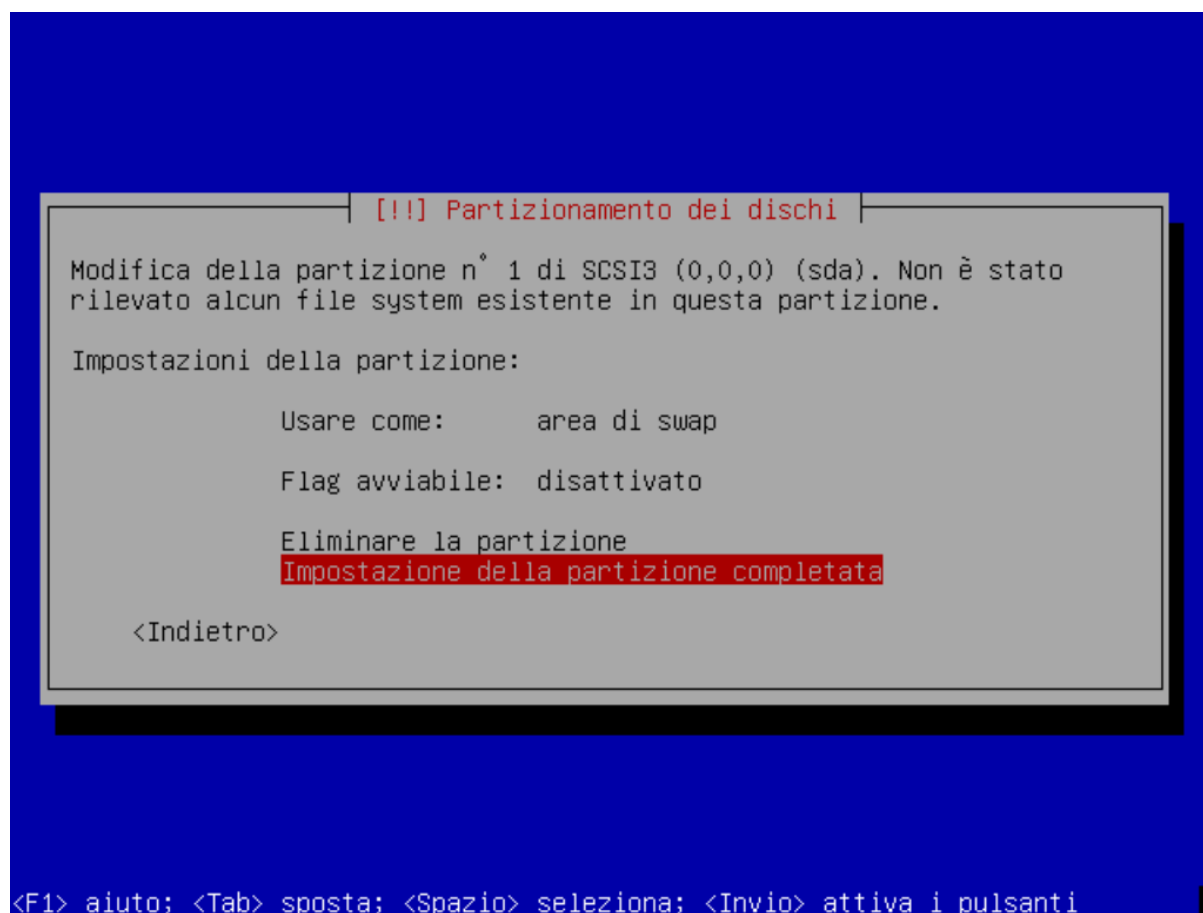 [!!] Partizionamento dei dischi
Modifica della partizione n° 1 di SCSI3 (0,0,0) (sda). Non è stato
rilevato alcun file system esistente in questa partizione.
Impostazioni della partizione:
Usare come: area di swap
Flag avviabile: disattivato
Eliminare la partizione
Impostazione della partizione completata
<Indietro>
<F1> aiuto; <Tab> sposta; <Spazio> seleziona; <Invio> attiva i pulsanti